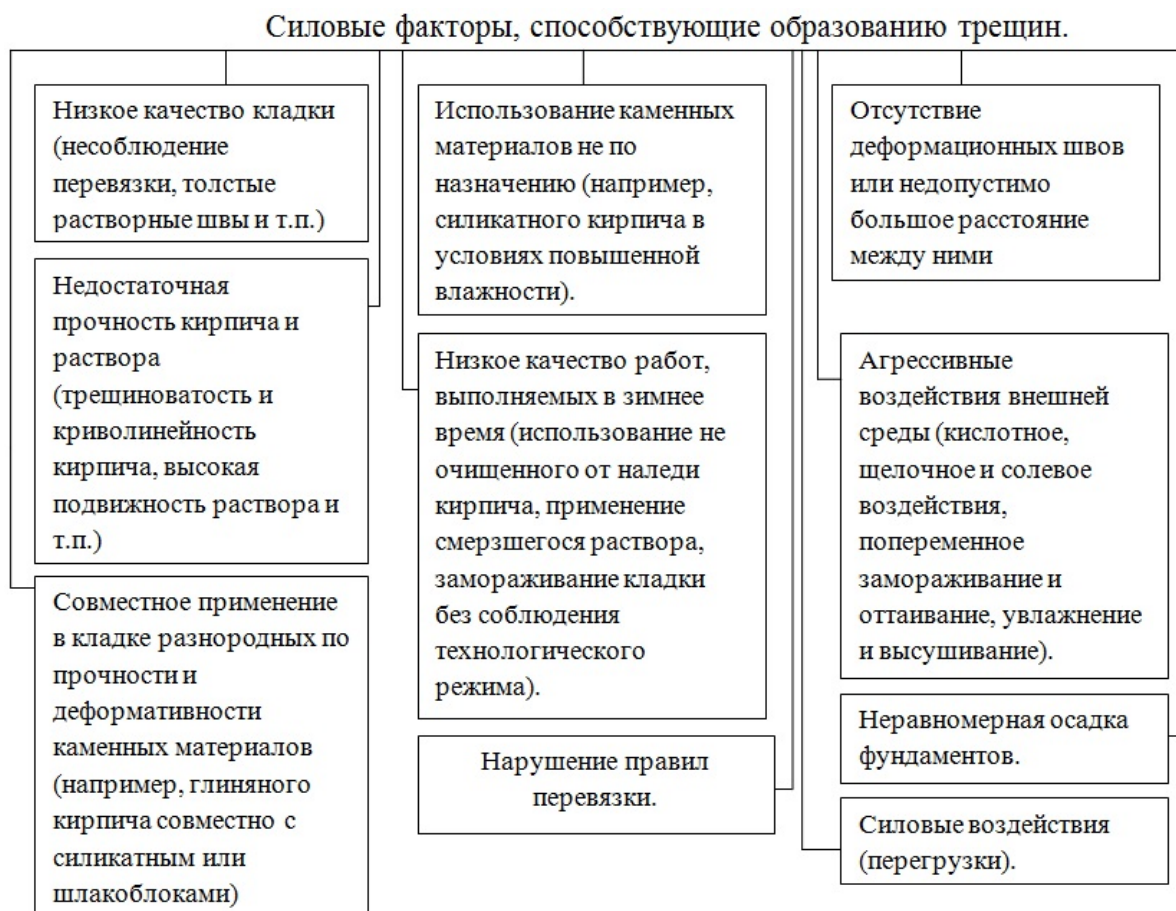 Силовые факторы, способствующие образованию трещин.
Низкое качество кладки
(несоблюдение
перевязки, толстые
растворные швы и т.п.)
Недостаточная
прочность кирпича и
раствора
(трещиноватость и
криволинейность
кирпича, высокая
подвижность раствора и
т.п.)
Совместное применение
в кладке разнородных по
прочности и
деформативности
каменных материалов
(например, глиняного
кирпича совместно с
силикатным или
шлакоблоками)
Использование каменных
материалов не по
назначению (например,
силикатного кирпича в
условиях повышенной
влажности).
Низкое качество работ,
выполняемых в зимнее
время (использование не
очищенного от наледи
кирпича, применение
смерзшегося раствора,
замораживание кладки
без соблюдения
технологического
режима).
Нарушение правил
перевязки.
Отсутствие
деформационных швов
или недопустимо
большое расстояние
между ними
Агрессивные
воздействия внешней
среды (кислотное,
щелочное и солевое
воздействия,
попеременное
замораживание и
оттаивание, увлажнение
и высушивание).
Неравномерная осадка
фундаментов.
Силовые воздействия
(перегрузки).